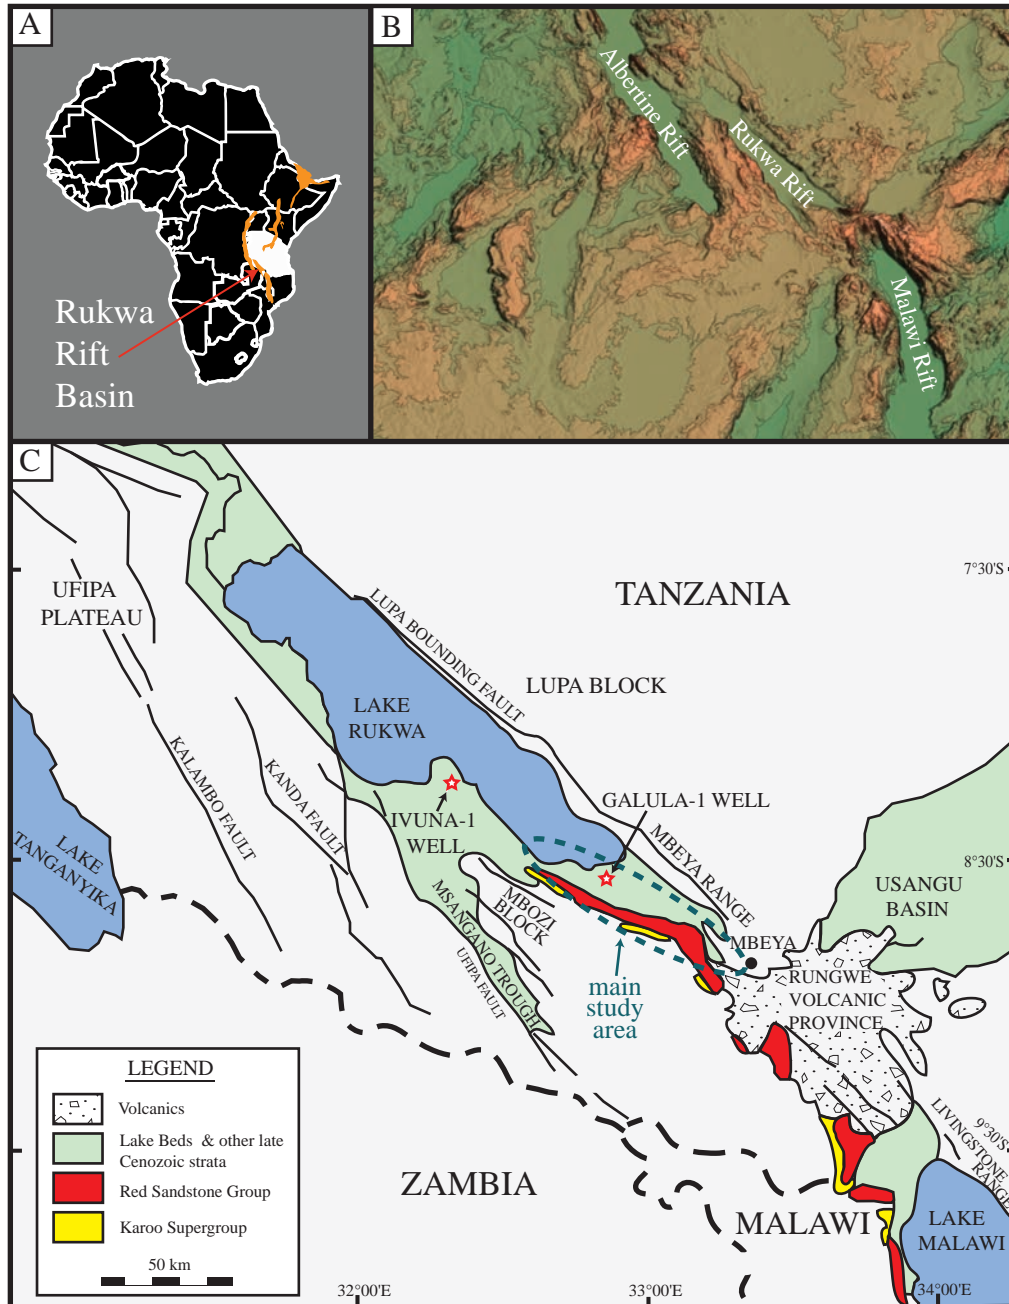 A
Rukwa
Rift
Basin
B
Albertine Rift
Rukwa Rift
Malawi Rift
C
7°30'S
UFIPA
PLATEAU
TANZANIA
LUPA BOUNDING FAULT
LUPA BLOCK
LAKE
RUKWA
KALAMBO FAULT
KANDA FAULT
IVUNA-1
WELL
GALULA-1 WELL
MBEYA RANGE
LAKE
TANGANYIKA
8°30'S
USANGU
BASIN
MSANGANO TROUGH
UFIPA FAULT
MBOZI
BLOCK
MBEYA
main
study
area
RUNGWE
VOLCANIC
PROVINCE
LIVINGSTONE
RANGE
9°30'S
ZAMBIA
MALAWI
LAKE
MALAWI
LEGEND
Volcanics
Lake Beds & other late
Cenozoic strata
Red Sandstone Group
Karoo Supergroup
50 km
32°00'E
33°00'E
34°00'E